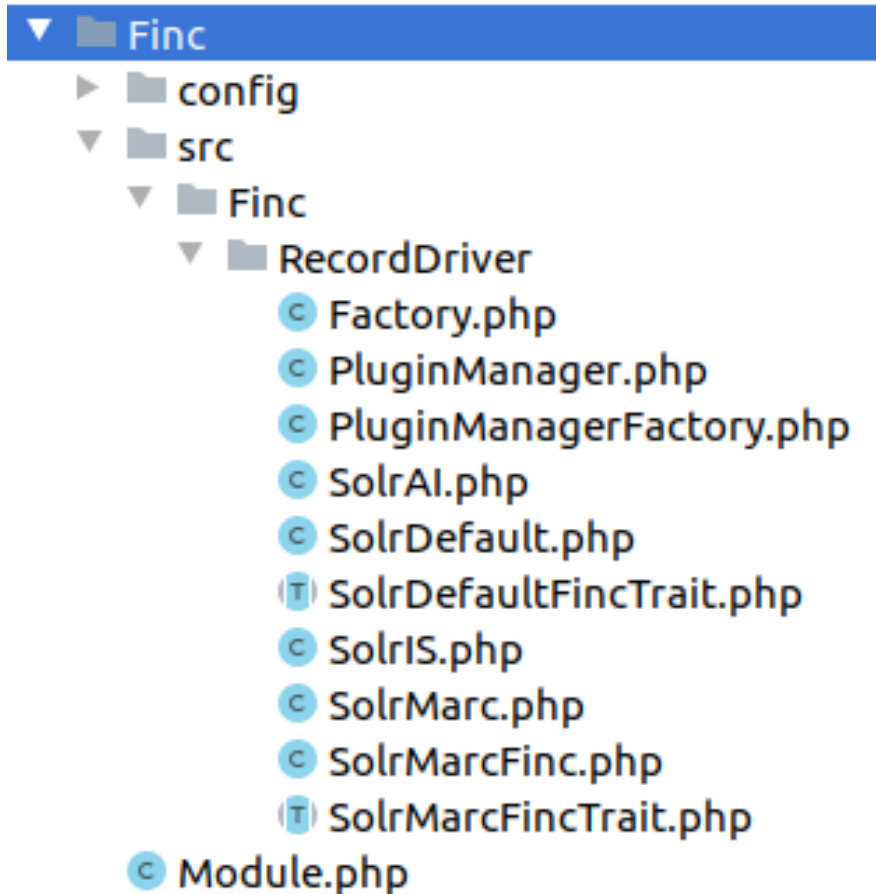 Finc
config
src
Finc
RecordDriver
C Factory.php
C PluginManager.php
C PluginManagerFactory.php
C SolrAI.php
C SolrDefault.php
T SolrDefaultFincTrait.php
C SolrIS.php
C SolrMarc.php
C SolrMarcFinc.php
T SolrMarcFincTrait.php
C Module.php